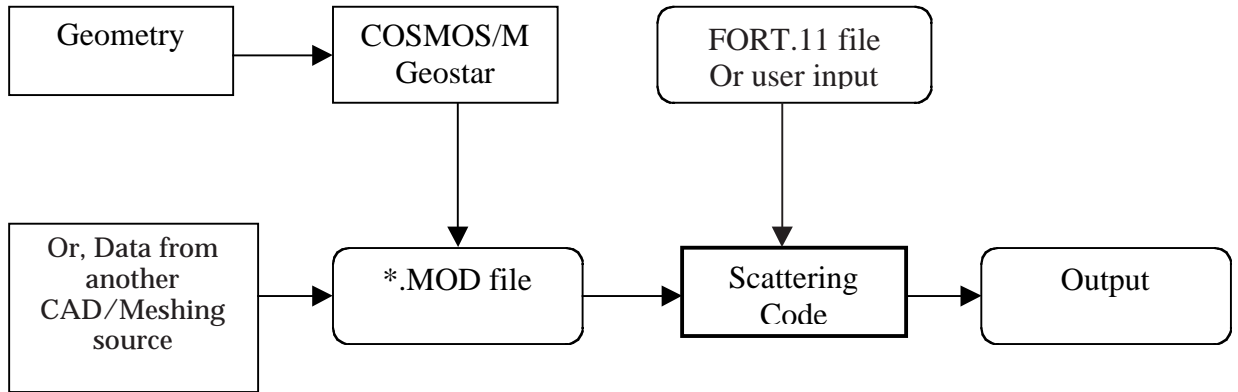 Geometry
COSMOS/M
Geostar
FORT.11 file
Or user input
Or, Data from
another
CAD/Meshing
source
*.MOD file
Scattering
Code
Output